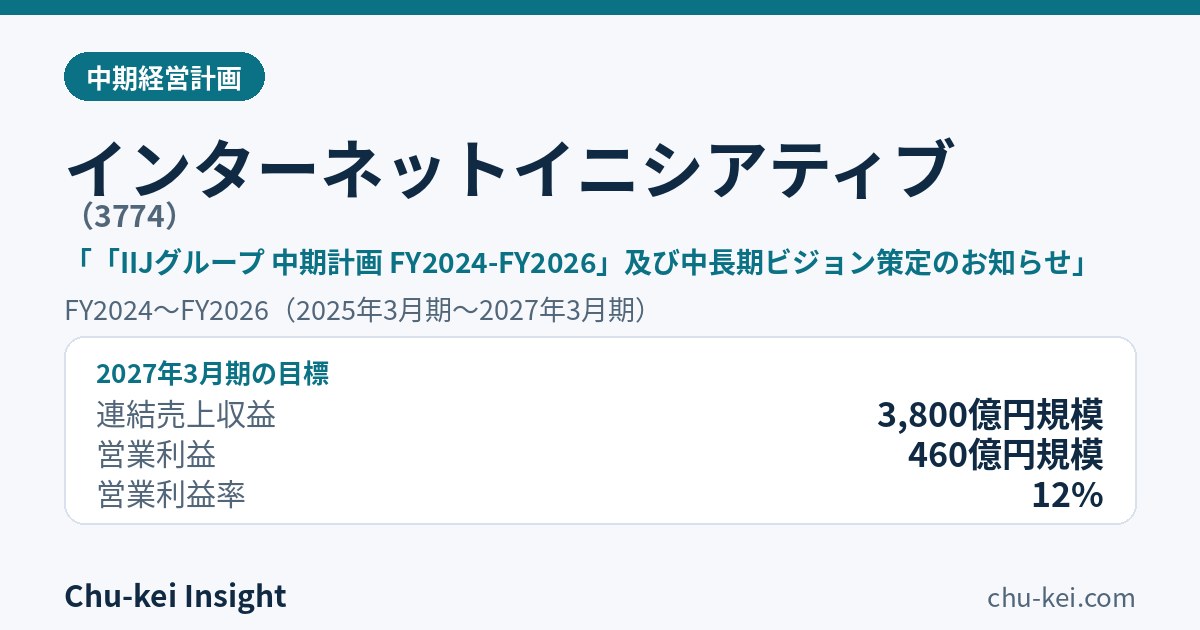 中期経営計画
インターネットイニシアティブ
（3774）
「「IIJグループ 中期計画 FY2024-FY2026」及び中長期ビジョン策定のお知らせ」
FY2024〜FY2026（2025年3月期〜2027年3月期）
2027年3月期の目標
連結売上収益 3,800億円規模
営業利益 460億円規模
営業利益率 12%
Chu-kei Insight chu-kei.com